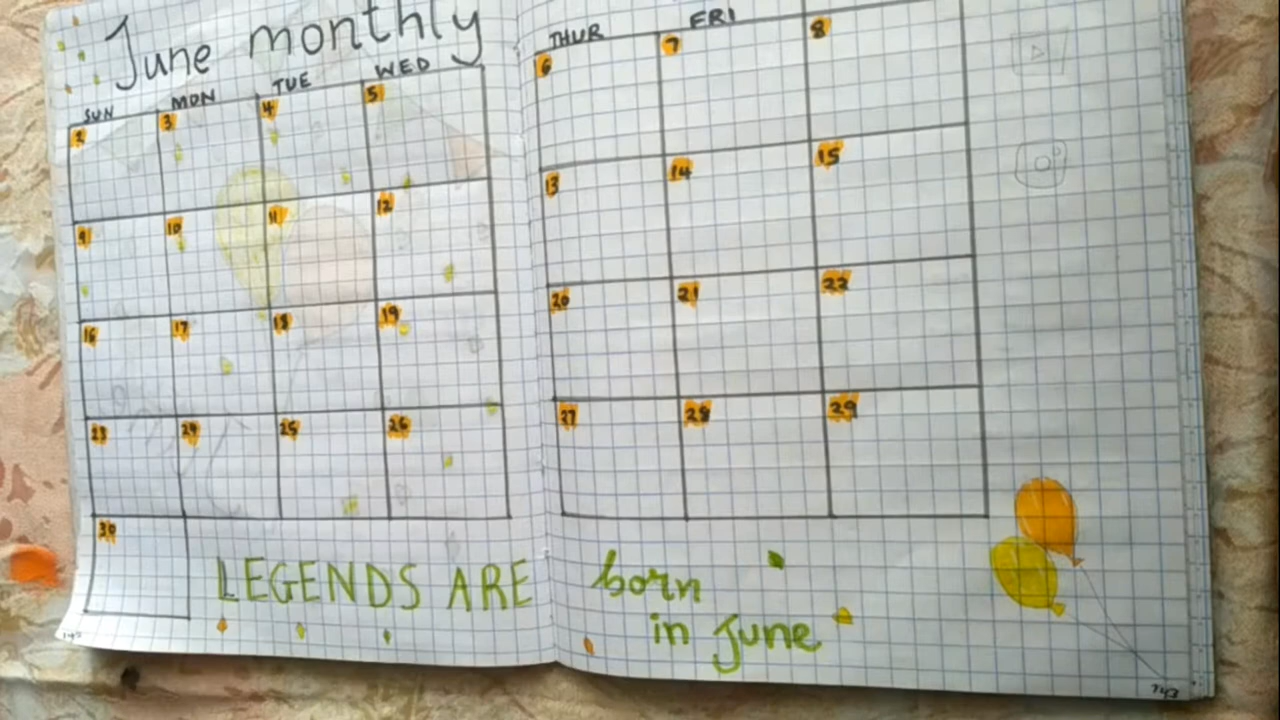 June monthly
SUN MON TUE WED THUR FRI
2 3 4 5 6 7 8
9 10 11 12 13 14 15
16 17 18 19 20 21 22
23 24 25 26 27 28 29
30
LEGENDS ARE born
in June
143